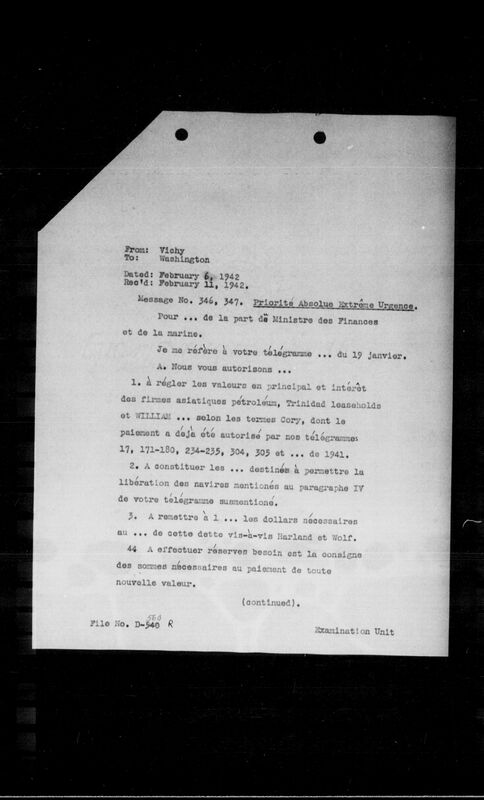 From: Vichy
To: Washington
Dated: February 6, 1942
Rec'd: February 11, 1942.
Message No. 346, 347. Priorité Absolue Extrême Urgence.
Pour ... de la part de Ministre des Finances
et de la marine.
Je me réfère à votre télégramme ... du 19 janvier.
A. Nous vous autorisons ...
1. à régler les valeurs en principal et intérêt
des firmes asiatiques pétroléum, Trinidad leaseholds
et WILLIAM ... selon les termes Cory, dont le
paiement a déjà été autorisé par nos télégrammes
17, 171-180, 234-235, 304, 305 et ... de 1941.
2. A constituer les ... destinés à permettre la
libération des navires mentionés au paragraphe IV
de votre télégramme susmentioné.
3. A remettre à l ... les dollars nécessaires
au ... de cette dette vis-à-vis Harland et Wolf.
44 A effectuer réserves besoin est la consigne
des sommes nécessaires au paiement de toute
nouvelle valeur.
(continued).
560
File No. D-540 R
Examination Unit